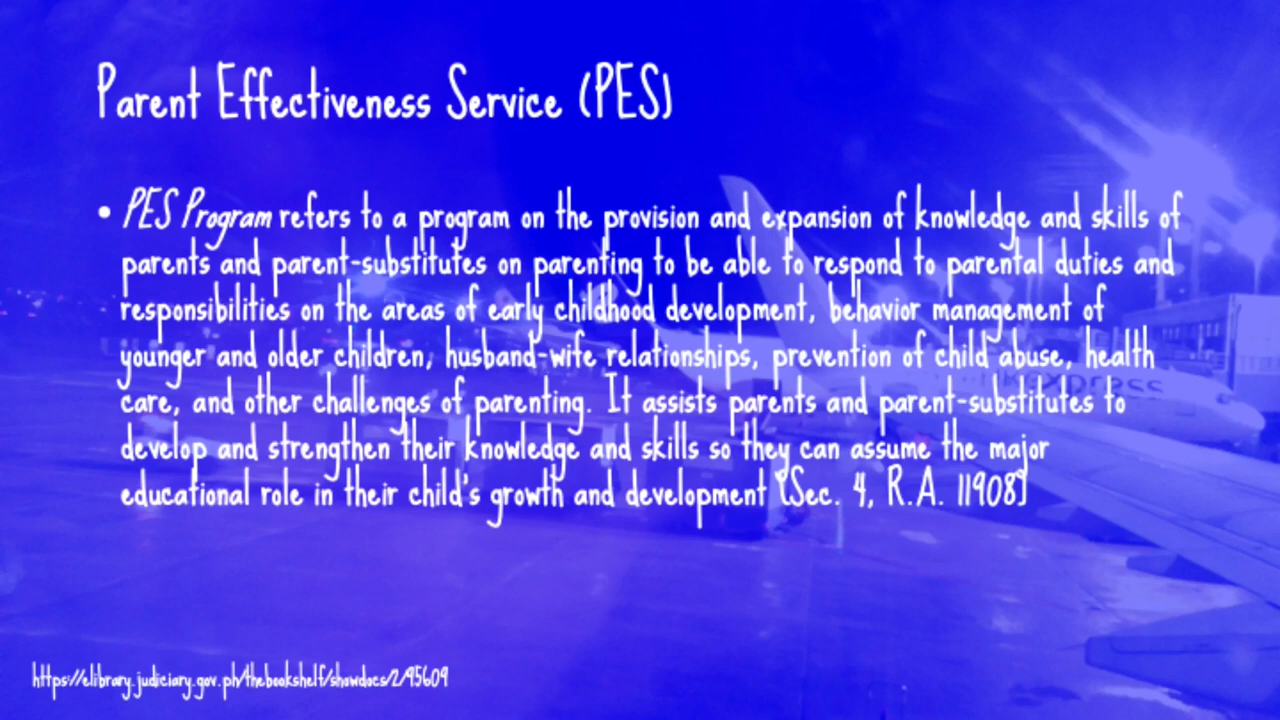 Parent Effectiveness Service (PES)
• PES Program refers to a program on the provision and expansion of knowledge and skills of
parents and parent-substitutes on parenting to be able to respond to parental duties and
responsibilities on the areas of early childhood development, behavior management of
younger and older children, husband-wife relationships, prevention of child abuse, health
care, and other challenges of parenting. It assists parents and parent-substitutes to
develop and strengthen their knowledge and skills so they can assume the major
educational role in their child's growth and development [Sec. 4, R.A. 11908]
https://elibrary.judiciary.gov.ph/thebookshelf/showdocs/2/95609